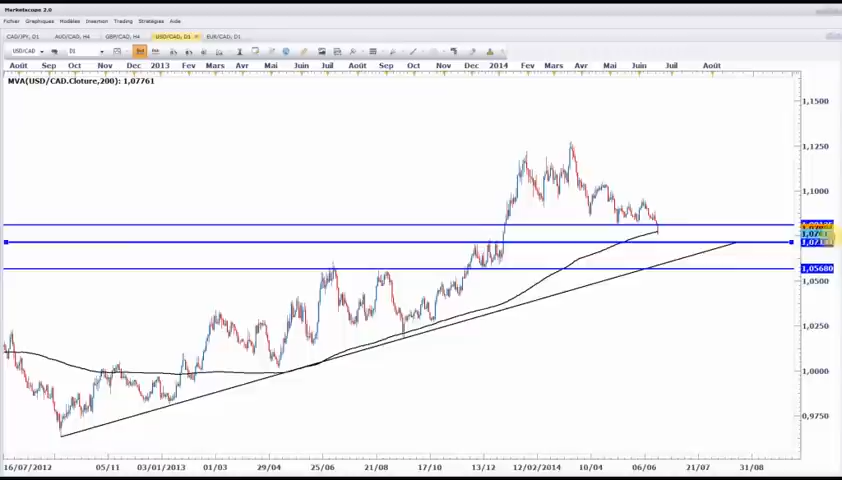 Marketscope 2.0
Fichier Graphiques Modèles Insertion Trading Stratégies Aide
CAD/JPY, D1 AUD/CAD, H4 GBP/CAD, H4 USD/CAD, D1 EUR/CAD, D1
USD/CAD D1
Août Sep Oct Nov Dec 2013 Fev Mars Avr Mai Juin Juil Août Sep Oct Nov Dec 2014 Fev Mars Avr Mai Juin Juil Août
MVA(USD/CAD.Cloture,200): 1,07761
1,1500
1,1250
1,1000
1,05680
1,0500
1,0250
1,0000
0,9750
16/07/2012 05/11 03/01/2013 01/03 29/04 25/06 21/08 17/10 13/12 12/02/2014 10/04 06/06 21/07 31/08